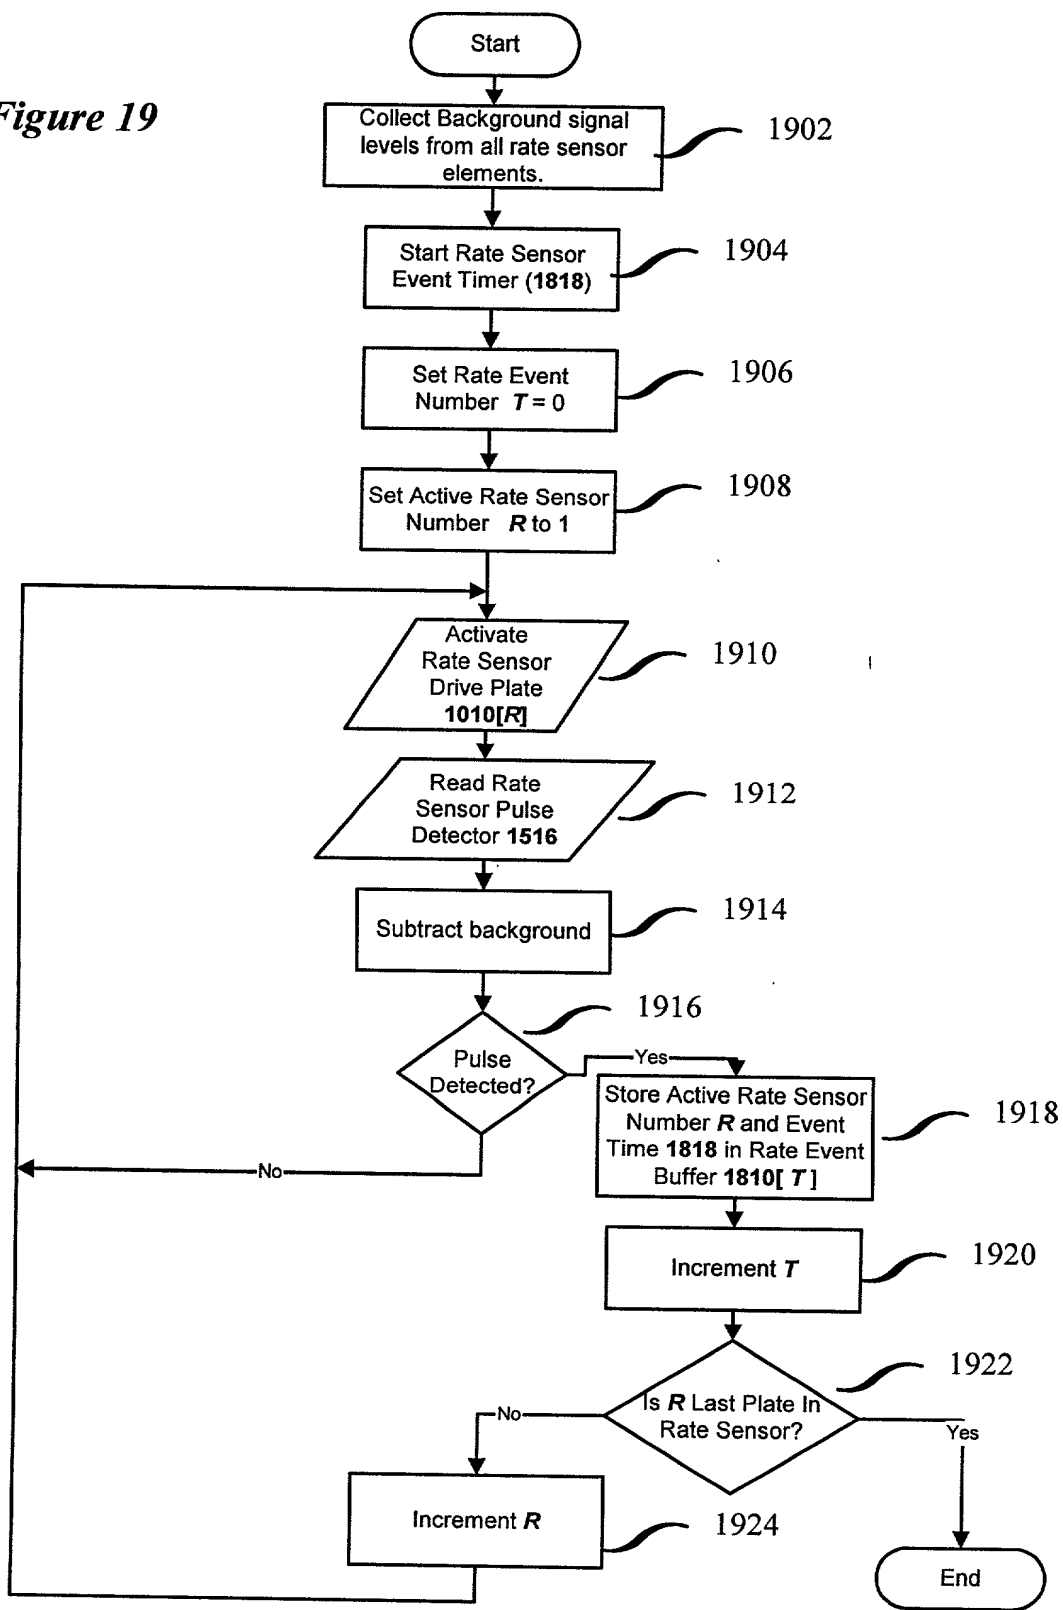 Start
Figure 19
Collect Background signal
levels from all rate sensor
elements.
1902
Start Rate Sensor
Event Timer (1818)
1904
Set Rate Event
Number T = 0
1906
Set Active Rate Sensor
Number R to 1
1908
Activate
Rate Sensor
Drive Plate
1010[R]
1910
Read Rate
Sensor Pulse
Detector 1516
1912
Subtract background
1914
1916
Pulse
Detected?
Yes
No
Store Active Rate Sensor
Number R and Event
Time 1818 in Rate Event
Buffer 1810[ T ]
1918
Increment T
1920
Is R Last Plate In
Rate Sensor?
1922
No
Yes
Increment R
1924
End